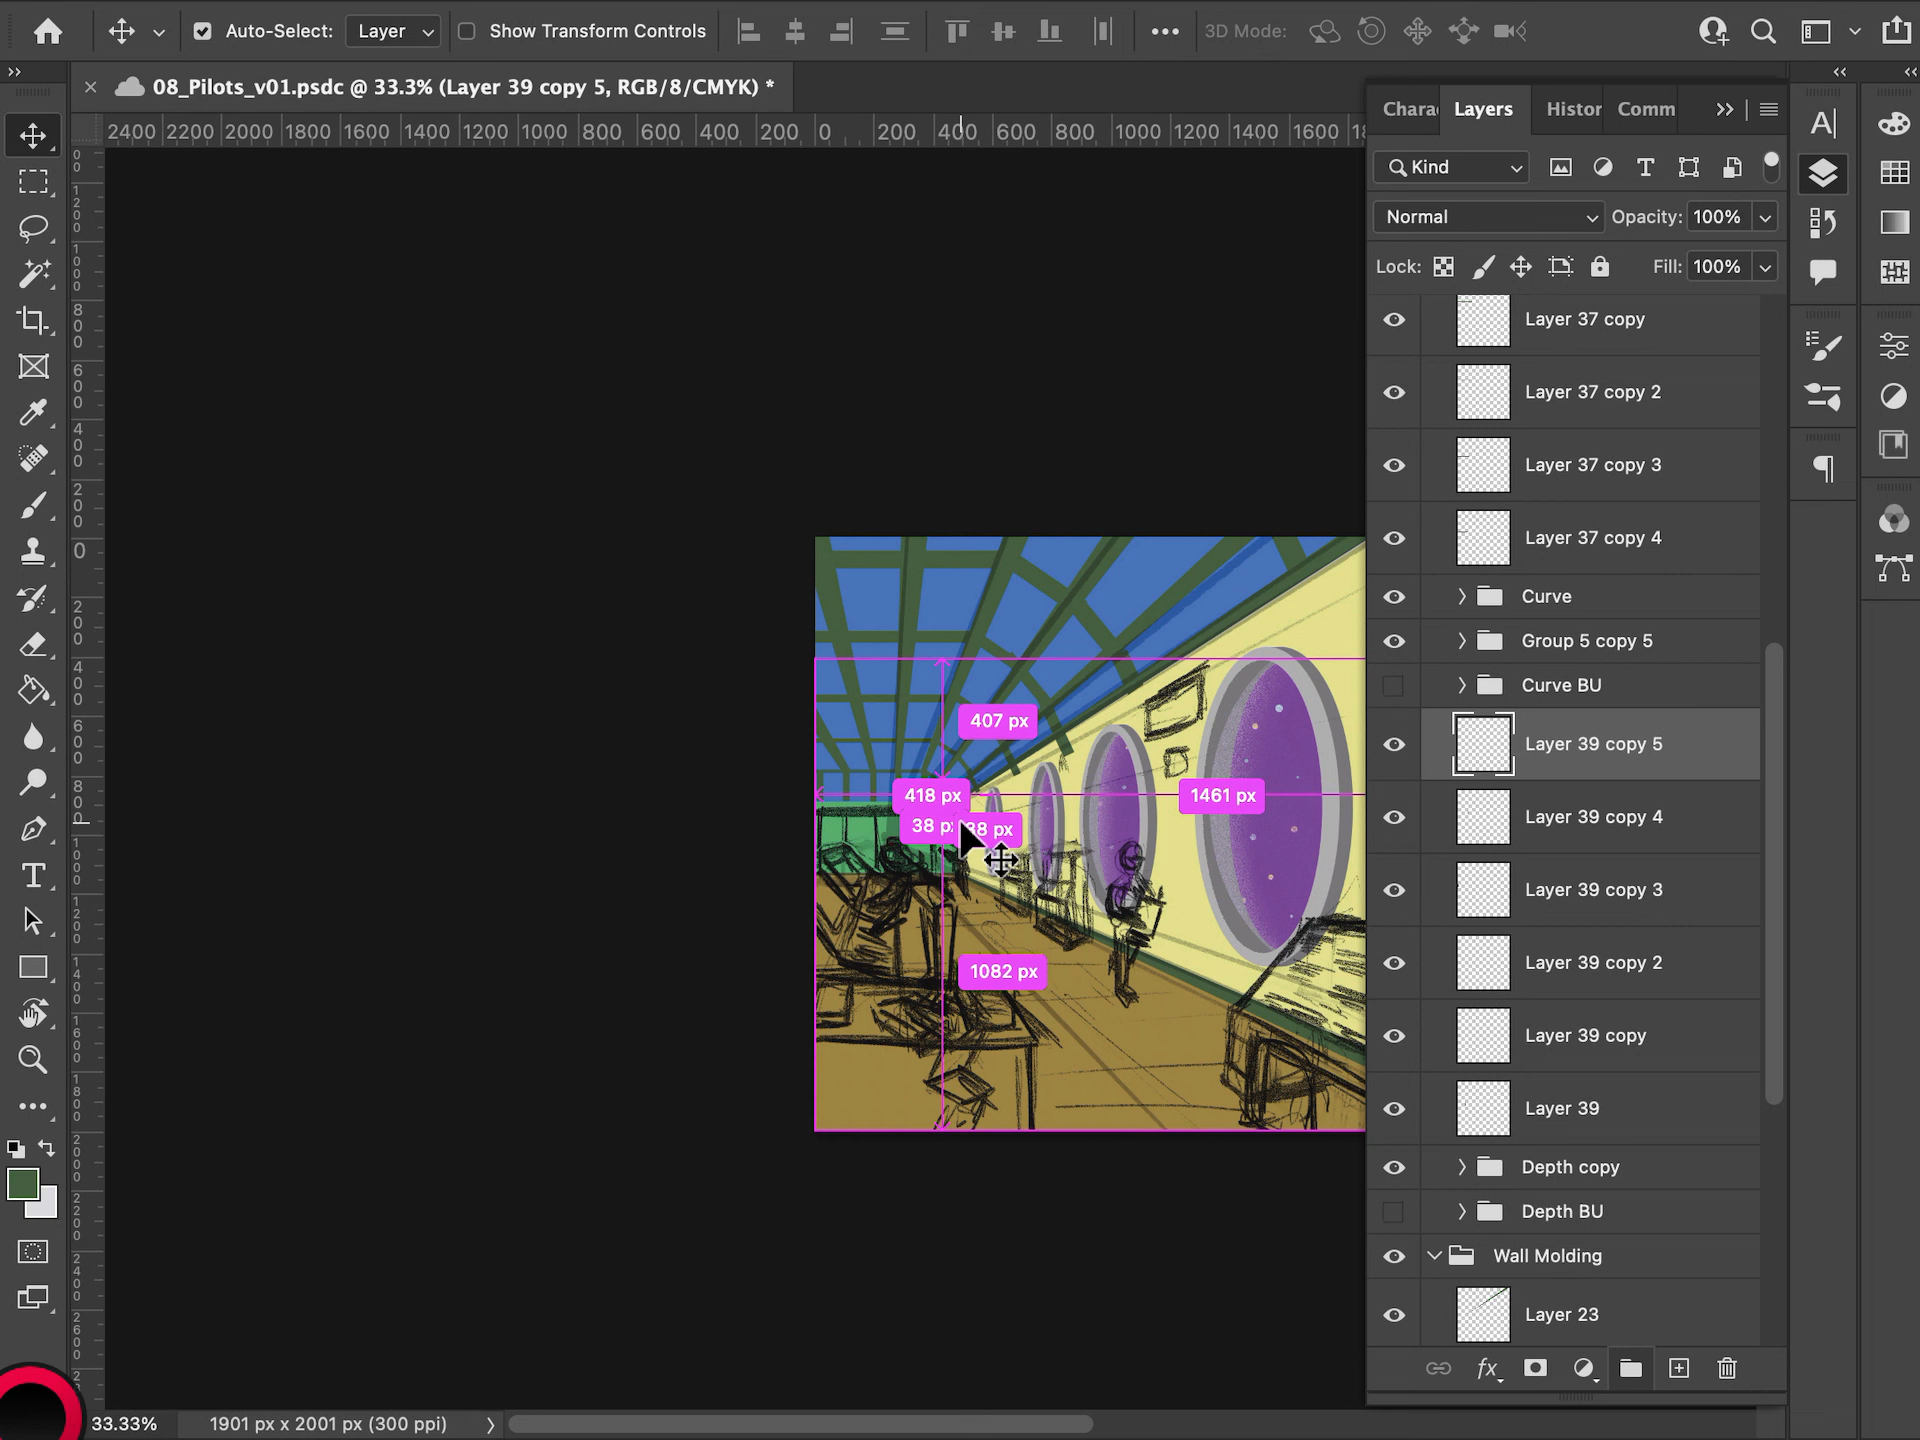 Auto-Select: Layer Show Transform Controls 3D Mode:
08_Pilots_v01.psdc @ 33.3% (Layer 39 copy 5, RGB/8/CMYK) *
2400 2200 2000 1800 1600 1400 1200 1000 800 600 400 200 0 200 400 600 800 1000 1200 1400 1600
Chara Layers Histor Comm
Kind
Normal Opacity: 100%
Lock: Fill: 100%
Layer 37 copy
Layer 37 copy 2
Layer 37 copy 3
Layer 37 copy 4
Curve
Group 5 copy 5
Curve BU
Layer 39 copy 5
Layer 39 copy 4
Layer 39 copy 3
Layer 39 copy 2
Layer 39 copy
Layer 39
Depth copy
Depth BU
Wall Molding
Layer 23
407 px
418 px
1461 px
38 px
1082 px
fx
33.33% 1901 px x 2001 px (300 ppi)